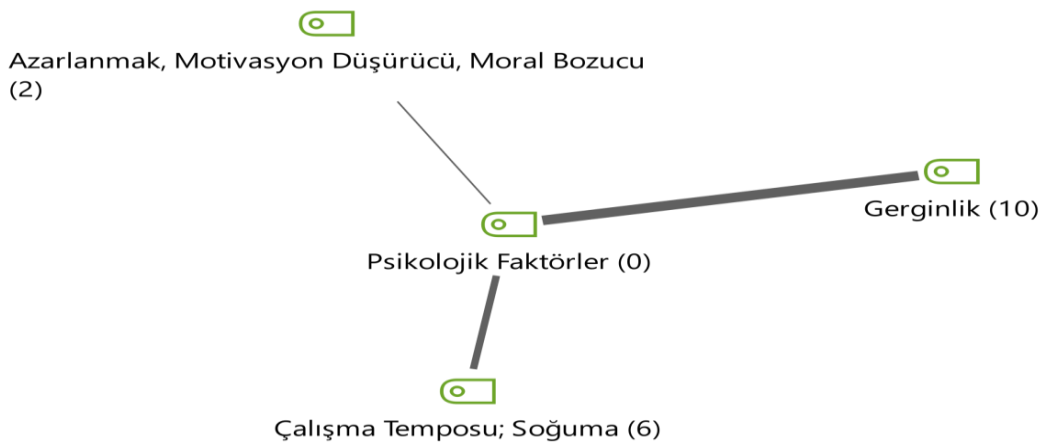 Azarlanmak, Motivasyon Düşürücü, Moral Bozucu
(2)
Gerginlik (10)
Psikolojik Faktörler (0)
Çalışma Temposu; Soğuma (6)